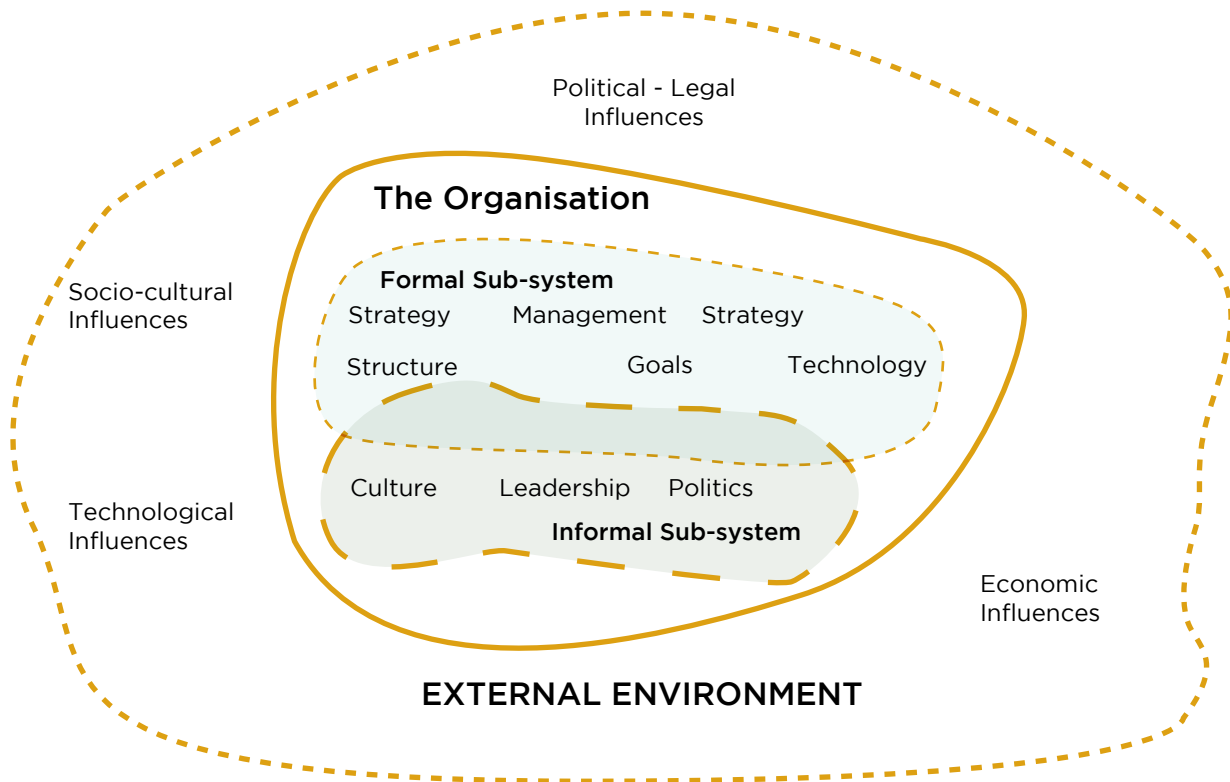 Political - Legal
Influences
The Organisation
Socio-cultural
Influences
Formal Sub-system
Strategy Management Strategy
Structure Goals Technology
Culture Leadership Politics
Informal Sub-system
Technological
Influences
Economic
Influences
EXTERNAL ENVIRONMENT